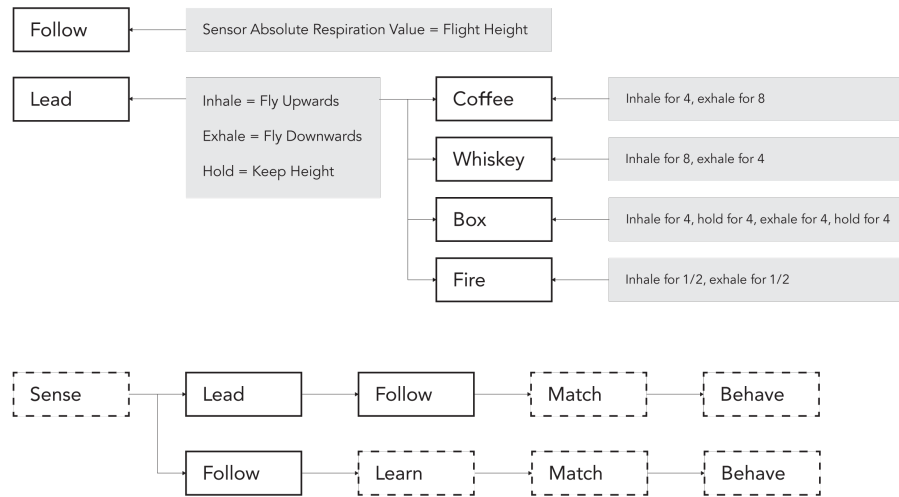 Follow
Sensor Absolute Respiration Value = Flight Height
Lead
Inhale = Fly Upwards
Exhale = Fly Downwards
Hold = Keep Height
Coffee
Inhale for 4, exhale for 8
Whiskey
Inhale for 8, exhale for 4
Box
Inhale for 4, hold for 4, exhale for 4, hold for 4
Fire
Inhale for 1/2, exhale for 1/2
Sense
Lead
Follow
Match
Behave
Follow
Learn
Match
Behave